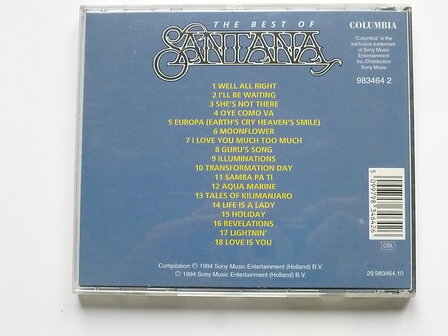 THE BEST OF
SANTANA
COLUMBIA
"Columbia" is the
exclusive trademark
of Sony Music
Entertainment
Inc./Distribution
Sony Music
983464 2
1 WELL ALL RIGHT
2 I'LL BE WAITING
3 SHE'S NOT THERE
4 OYE COMO VA
5 EUROPA (EARTH'S CRY HEAVEN'S SMILE)
6 MOONFLOWER
7 I LOVE YOU MUCH TOO MUCH
8 GURU'S SONG
9 ILLUMINATIONS
10 TRANSFORMATION DAY
11 SAMBA PA TI
12 AQUA MARINE
13 TALES OF KILIMANJARO
14 LIFE IS A LADY
15 HOLIDAY
16 REVELATIONS
17 LIGHTNIN'
18 LOVE IS YOU
5 099798 346426
COL
Compilation ℗ 1994 Sony Music Entertainment (Holland) B.V.
© 1994 Sony Music Entertainment (Holland) B.V.
29.983464.10